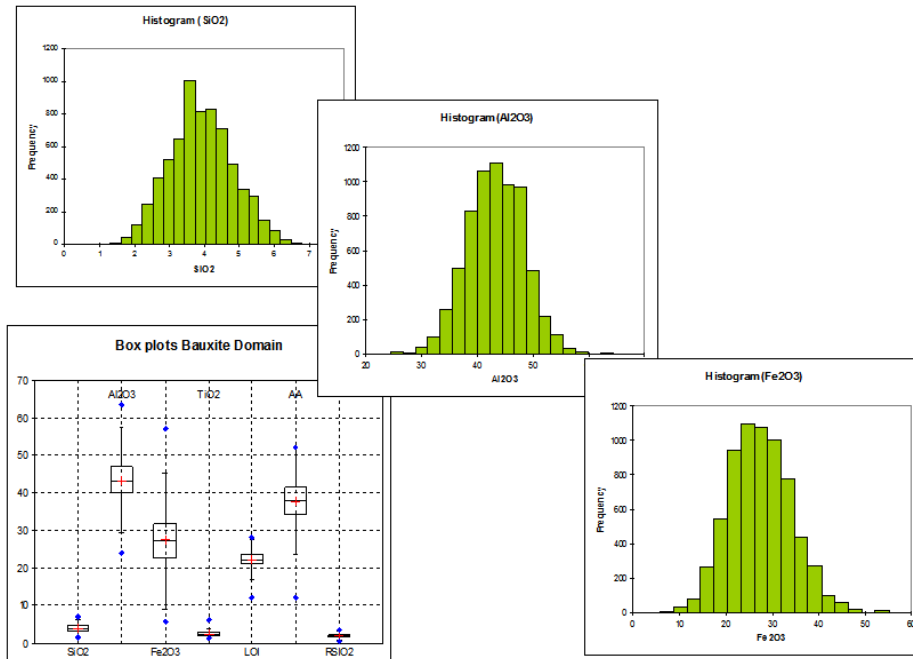 Histogram (SiO2)
1200
1000
800
600
400
200
0
Frequency
0 1 2 3 4 5 6 7
SIO2
Histogram (Al2O3)
1200
1000
800
600
400
200
0
Frequency
20 30 40 50
Al2O3
Box plots Bauxite Domain
70
60
50
40
30
20
10
0
Al2O3 TiO2 AA
SiO2 Fe2O3 LOI RSIO2
Histogram (Fe2O3)
1200
1000
800
600
400
200
0
Frequency
0 10 20 30 40 50 60
Fe2O3